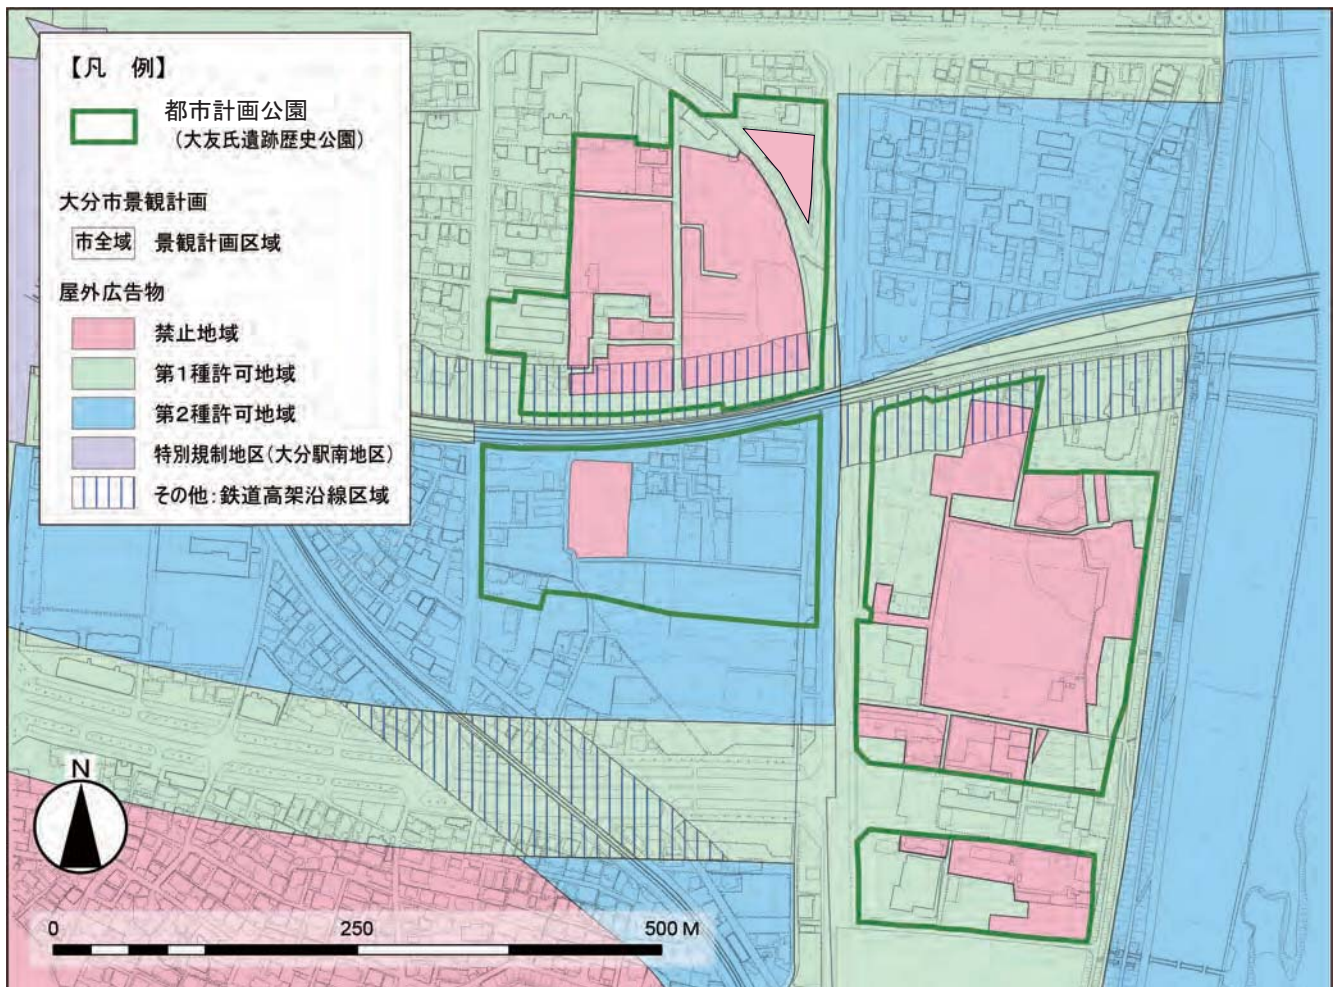 【凡　例】
都市計画公園
（大友氏遺跡歴史公園）
大分市景観計画
市全域 景観計画区域
屋外広告物
禁止地域
第1種許可地域
第2種許可地域
特別規制地区（大分駅南地区）
その他：鉄道高架沿線区域
N
0 250 500 M